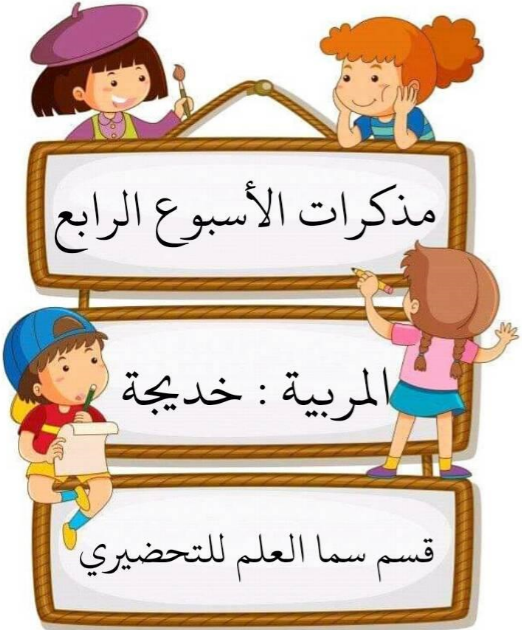 مذكرات الأسبوع الرابع
المربية : خديجة
قسم سما العلم للتحضيري